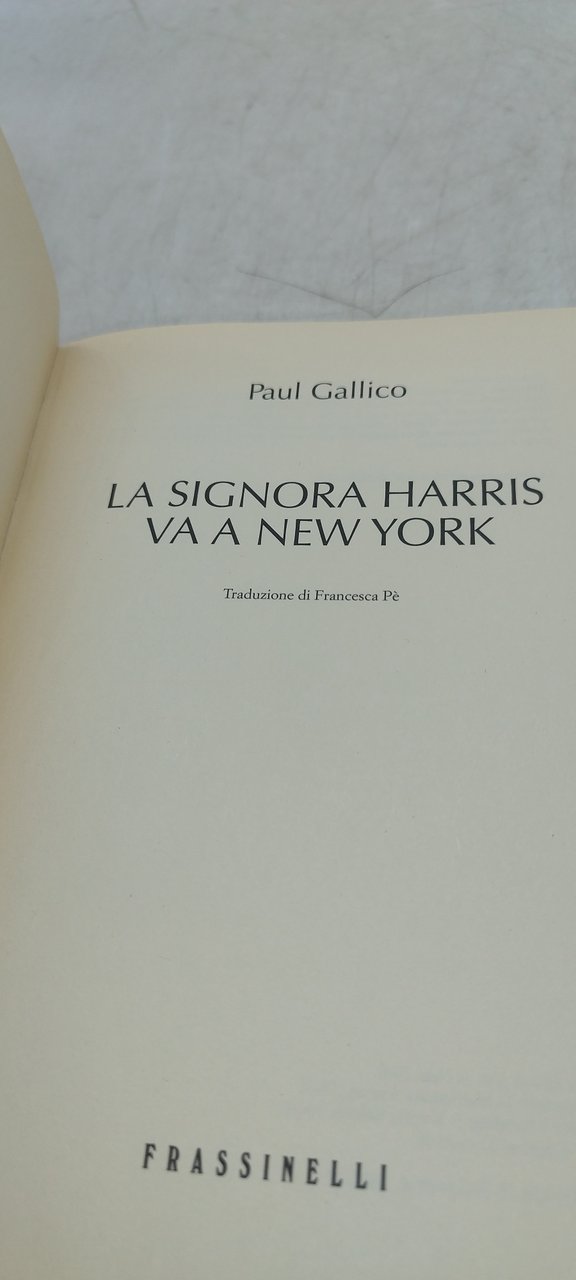 Paul Gallico
LA SIGNORA HARRIS
VA A NEW YORK
Traduzione di Francesca Pè
FRASSINELLI